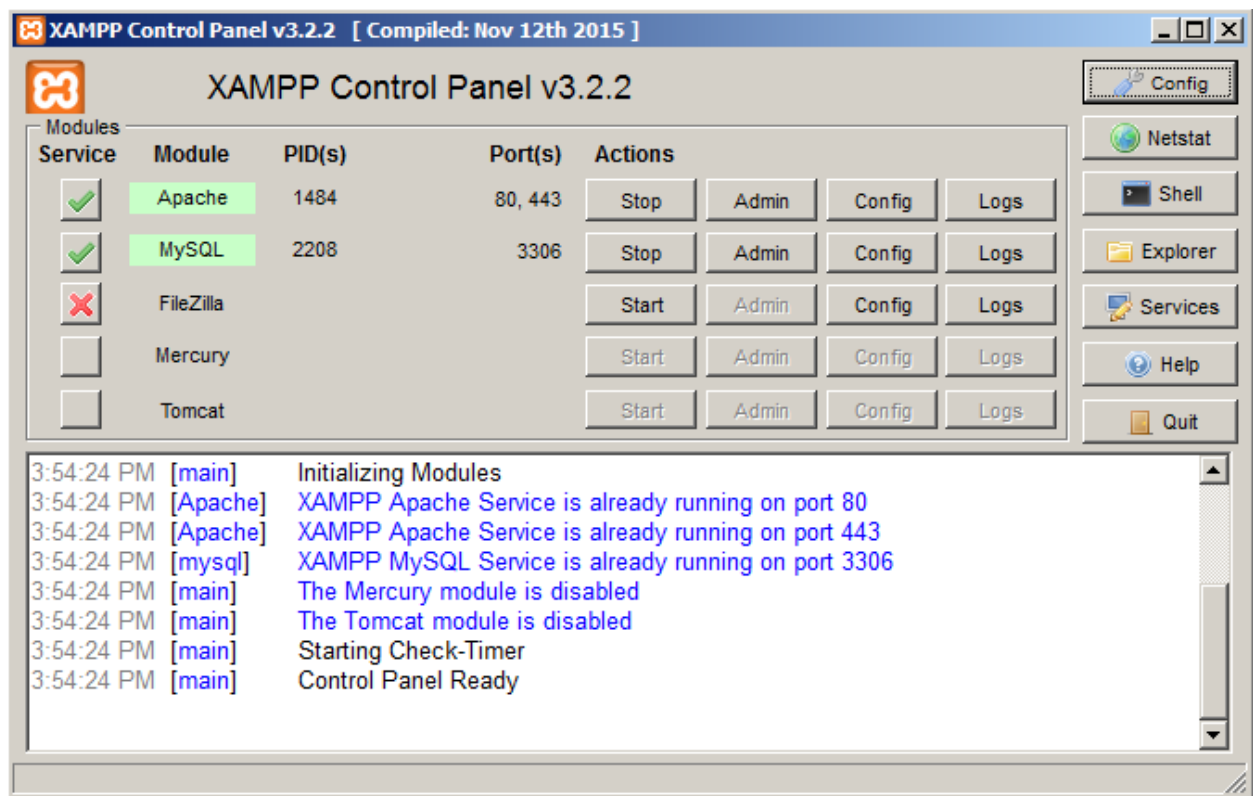 XAMPP Control Panel v3.2.2 [ Compiled: Nov 12th 2015 ]
XAMPP Control Panel v3.2.2
Config
Modules
Netstat
Service Module PID(s) Port(s) Actions
Apache 1484 80, 443 Stop Admin Config Logs
Shell
MySQL 2208 3306 Stop Admin Config Logs
Explorer
FileZilla Start Admin Config Logs
Services
Mercury Start Admin Config Logs
Help
Tomcat Start Admin Config Logs
Quit
3:54:24 PM [main] Initializing Modules
3:54:24 PM [Apache] XAMPP Apache Service is already running on port 80
3:54:24 PM [Apache] XAMPP Apache Service is already running on port 443
3:54:24 PM [mysql] XAMPP MySQL Service is already running on port 3306
3:54:24 PM [main] The Mercury module is disabled
3:54:24 PM [main] The Tomcat module is disabled
3:54:24 PM [main] Starting Check-Timer
3:54:24 PM [main] Control Panel Ready